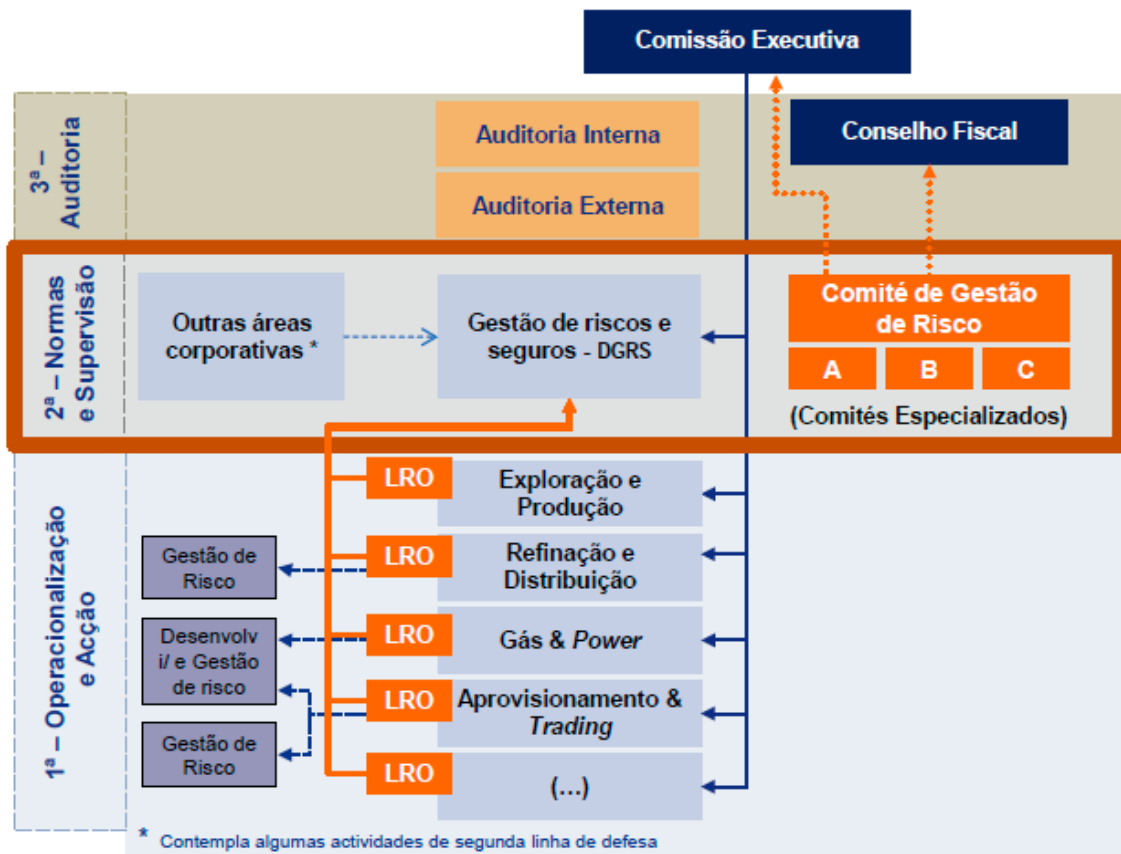 Comissão Executiva
3ª –
Auditoria
Auditoria Interna
Auditoria Externa
Conselho Fiscal
2ª – Normas
e Supervisão
Outras áreas
corporativas *
Gestão de riscos e
seguros - DGRS
Comité de Gestão
de Risco
A
B
C
(Comités Especializados)
1ª – Operacionalização
e Acção
LRO
Exploração e
Produção
Gestão de
Risco
LRO
Refinação e
Distribuição
Desenvolv
i/ e Gestão
de risco
LRO
Gás & Power
Gestão de
Risco
LRO
Aprovisionamento &
Trading
LRO
(...)
* Contempla algumas actividades de segunda linha de defesa